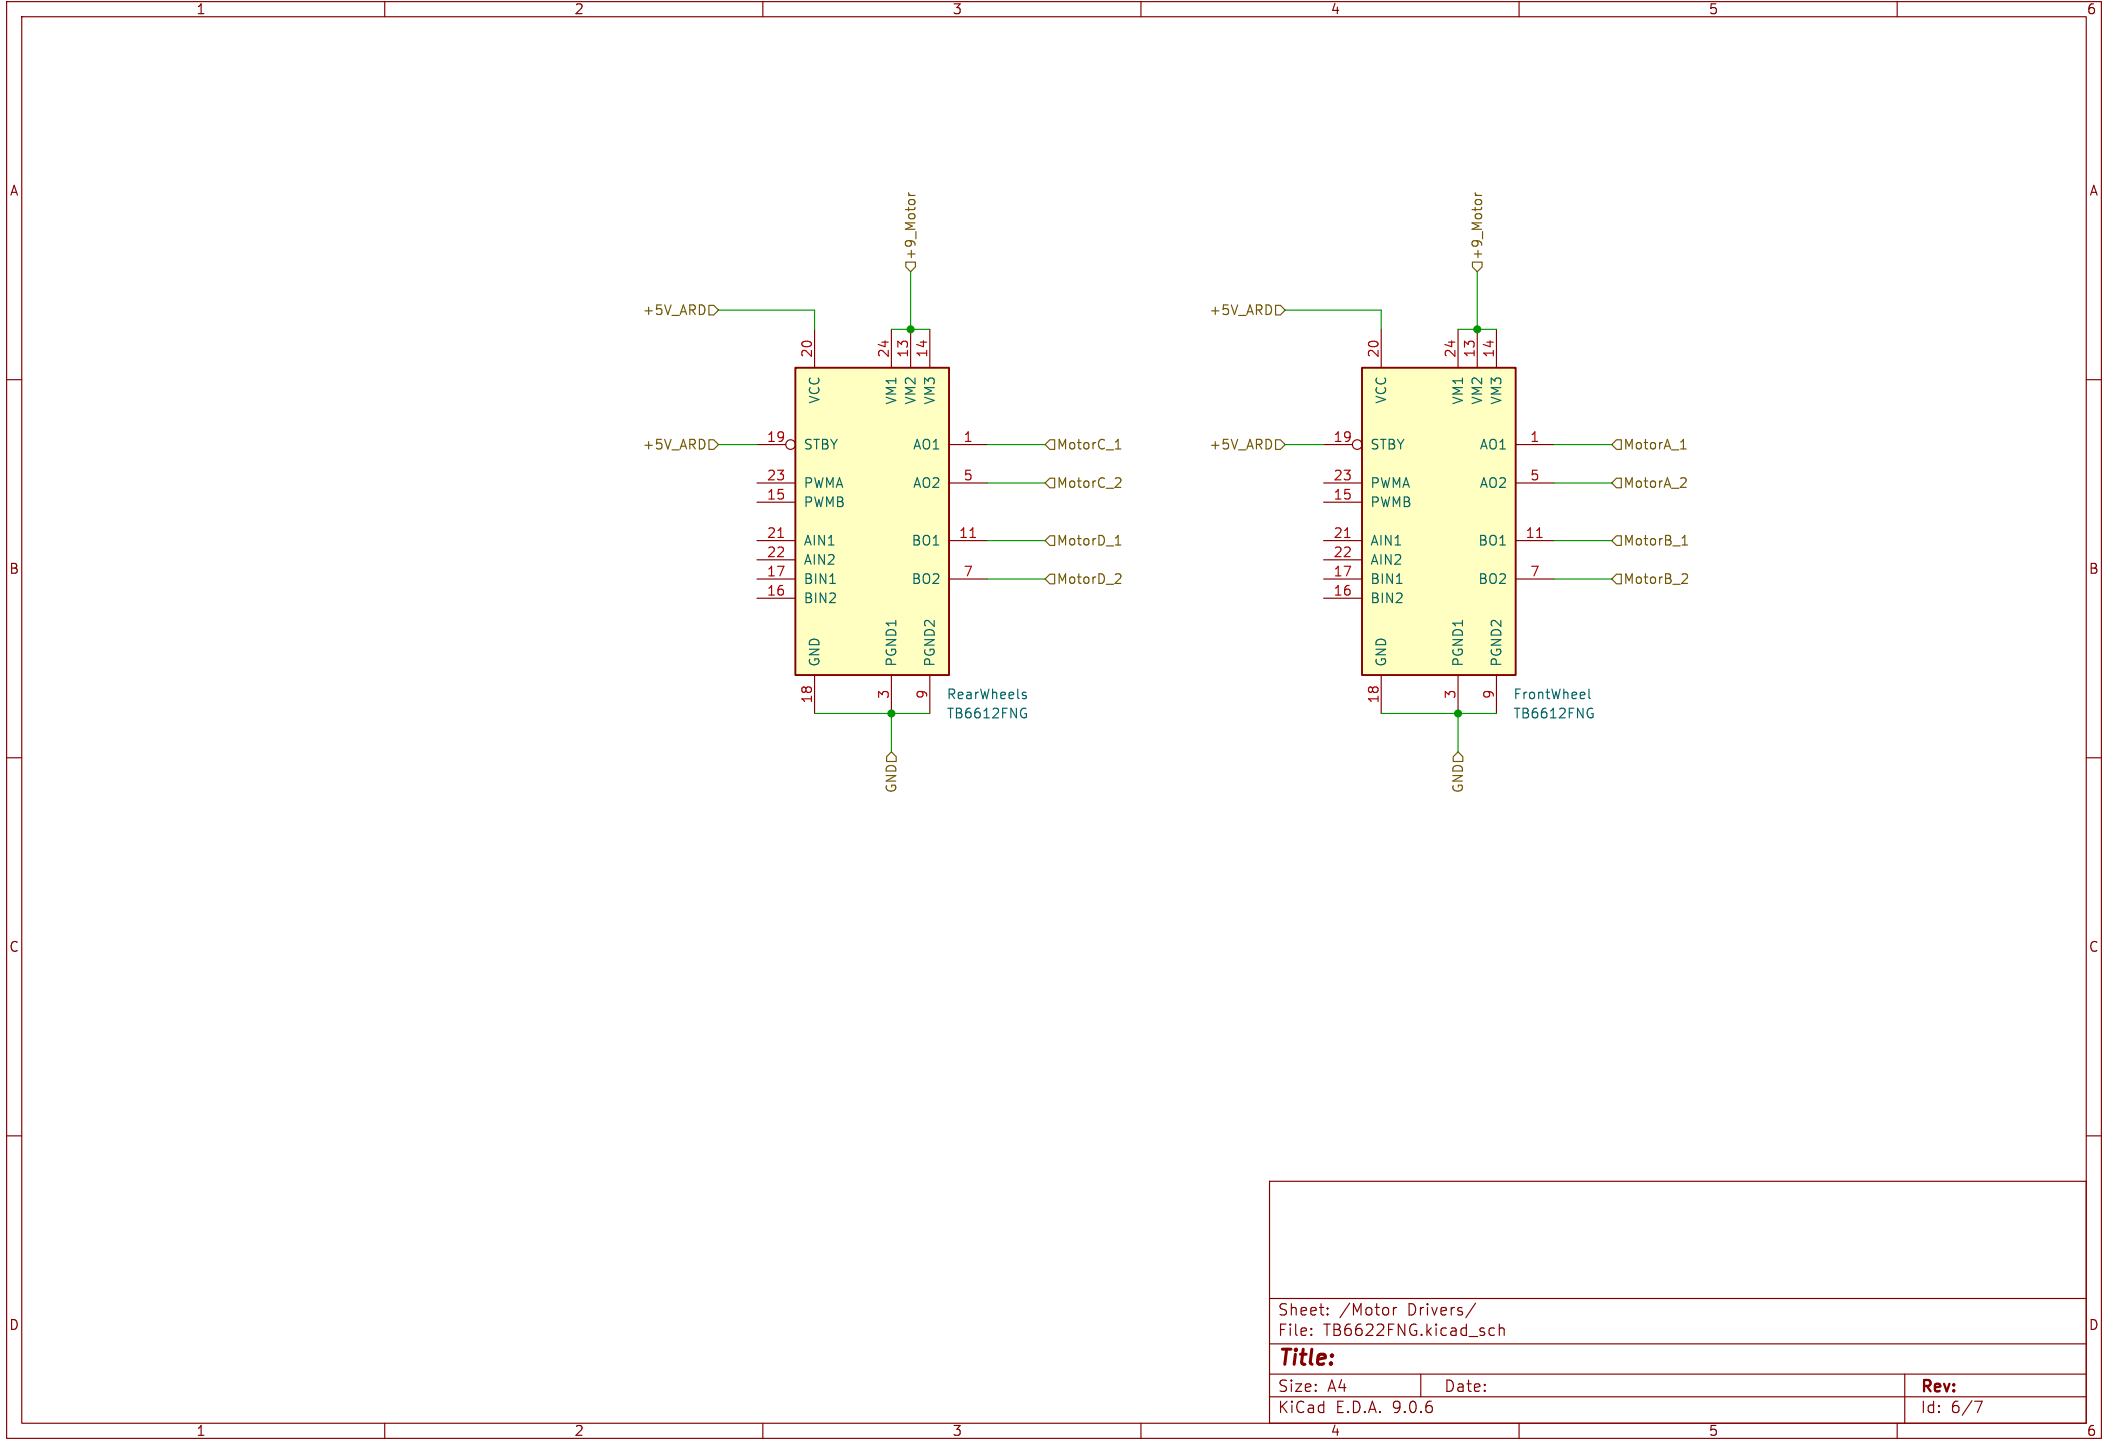 1 2 3 4 5 6
A A
+9_Motor +9_Motor
+5V_ARD +5V_ARD
20 24 13 14 20 24 13 14
VCC VM1 VM2 VM3 VCC VM1 VM2 VM3
+5V_ARD 19 STBY AO1 1 MotorC_1 +5V_ARD 19 STBY AO1 1 MotorA_1
23 PWMA AO2 5 MotorC_2 23 PWMA AO2 5 MotorA_2
15 PWMB 15 PWMB
21 AIN1 BO1 11 MotorD_1 21 AIN1 BO1 11 MotorB_1
22 AIN2 22 AIN2
B B
17 BIN1 BO2 7 MotorD_2 17 BIN1 BO2 7 MotorB_2
16 BIN2 16 BIN2
GND PGND1 PGND2 GND PGND1 PGND2
18 3 9 RearWheels 18 3 9 FrontWheel
TB6612FNG TB6612FNG
GND GND
C C
Sheet: /Motor Drivers/
D File: TB6622FNG.kicad_sch D
Title:
Size: A4 Date: Rev:
KiCad E.D.A. 9.0.6 Id: 6/7
1 2 3 4 5 6